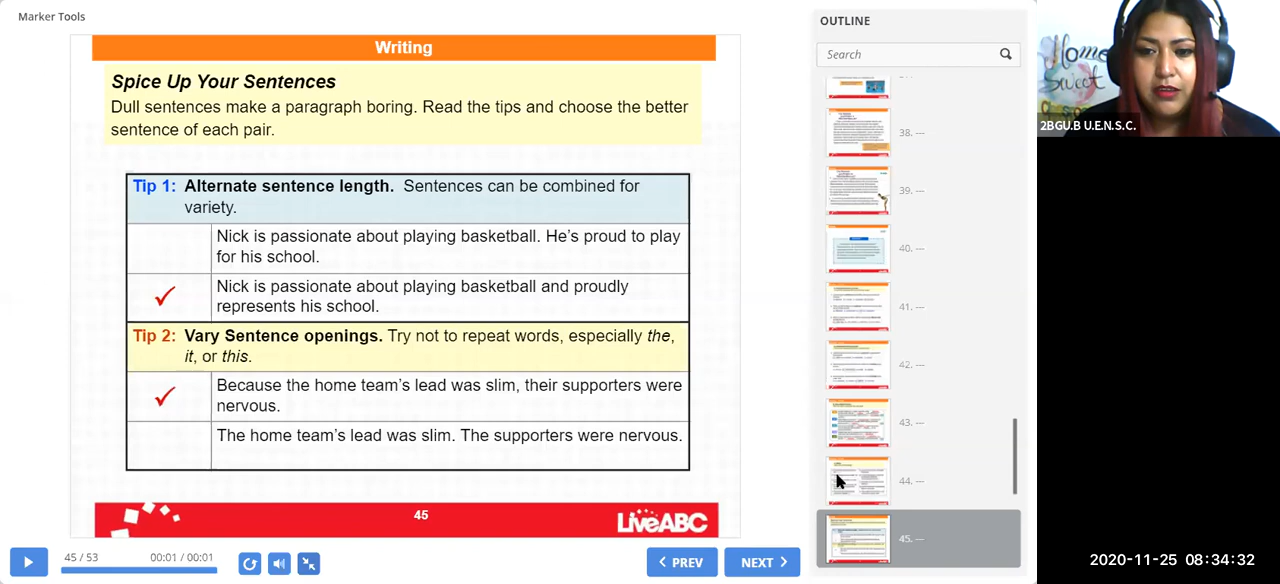 Marker Tools
Writing
Spice Up Your Sentences
Dull sentences make a paragraph boring. Read the tips and choose the better
sentence of each pair.
Tip 1: Alternate sentence length. Sentences can be combined for
variety.
Nick is passionate about playing basketball. He's proud to play
for his school.
Nick is passionate about playing basketball and proudly
represents his school.
Tip 2: Vary Sentence openings. Try not to repeat words, especially the,
it, or this.
Because the home team's lead was slim, their supporters were
nervous.
The home team's lead was slim. The supporters were nervous.
45
LiveABC
45 / 53
00:01 / 00:01
PREV
NEXT
OUTLINE
Search
38. —
39. —
40. —
41. —
42. —
43. —
44. —
45. —
Home
Sweet
2BGU.B U.E.N.S.C.
2020-11-25 08:34:32